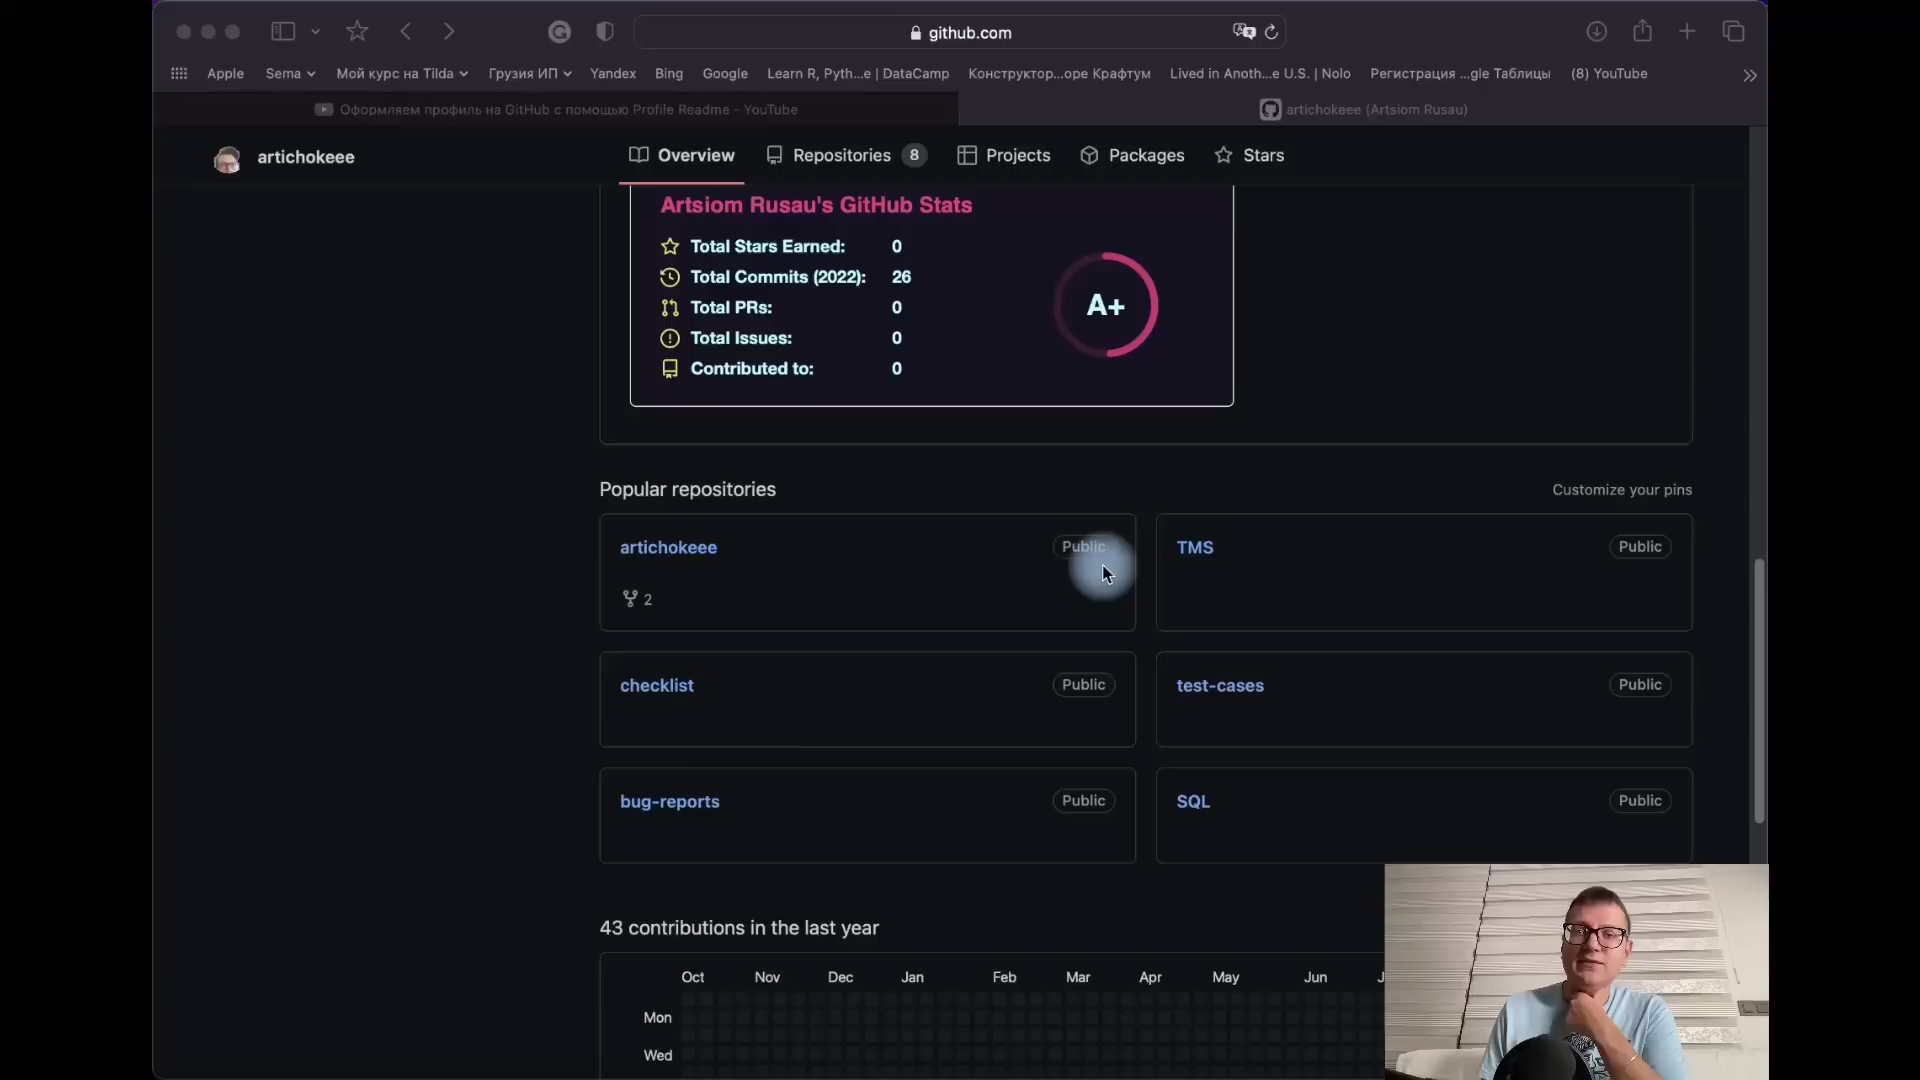 github.com
Apple Sema Мой курс на Tilda Грузия ИП Yandex Bing Google Learn R, Pyth...e | DataCamp Конструктор...оре Крафтум Lived in Anoth...e U.S. | Nolo Регистрация ...gle Таблицы (8) YouTube
Оформляем профиль на GitHub с помощью Profile Readme - YouTube artichokeee (Artsiom Rusau)
artichokeee Overview Repositories 8 Projects Packages Stars
Artsiom Rusau's GitHub Stats
Total Stars Earned: 0
Total Commits (2022): 26
Total PRs: 0
Total Issues: 0
Contributed to: 0
A+
Popular repositories Customize your pins
artichokeee Public TMS Public
2
checklist Public test-cases Public
bug-reports Public SQL Public
43 contributions in the last year
Oct Nov Dec Jan Feb Mar Apr May Jun J
Mon
Wed